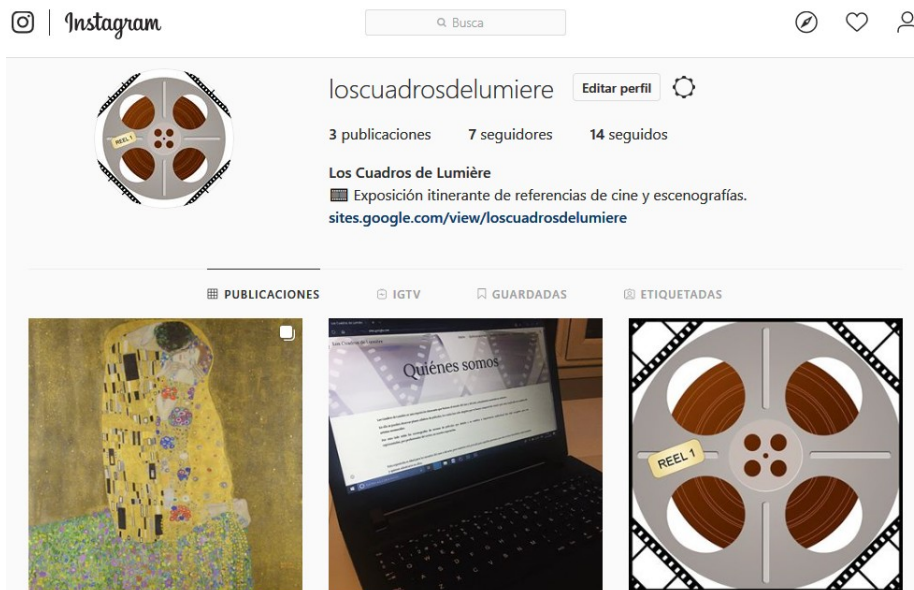 Instagram
Busca
loscuadrosdelumiere Editar perfil
3 publicaciones 7 seguidores 14 seguidos
Los Cuadros de Lumière
Exposición itinerante de referencias de cine y escenografías.
sites.google.com/view/loscuadrosdelumiere
PUBLICACIONES IGTV GUARDADAS ETIQUETADAS
Quiénes somos
REEL 1
REEL 1